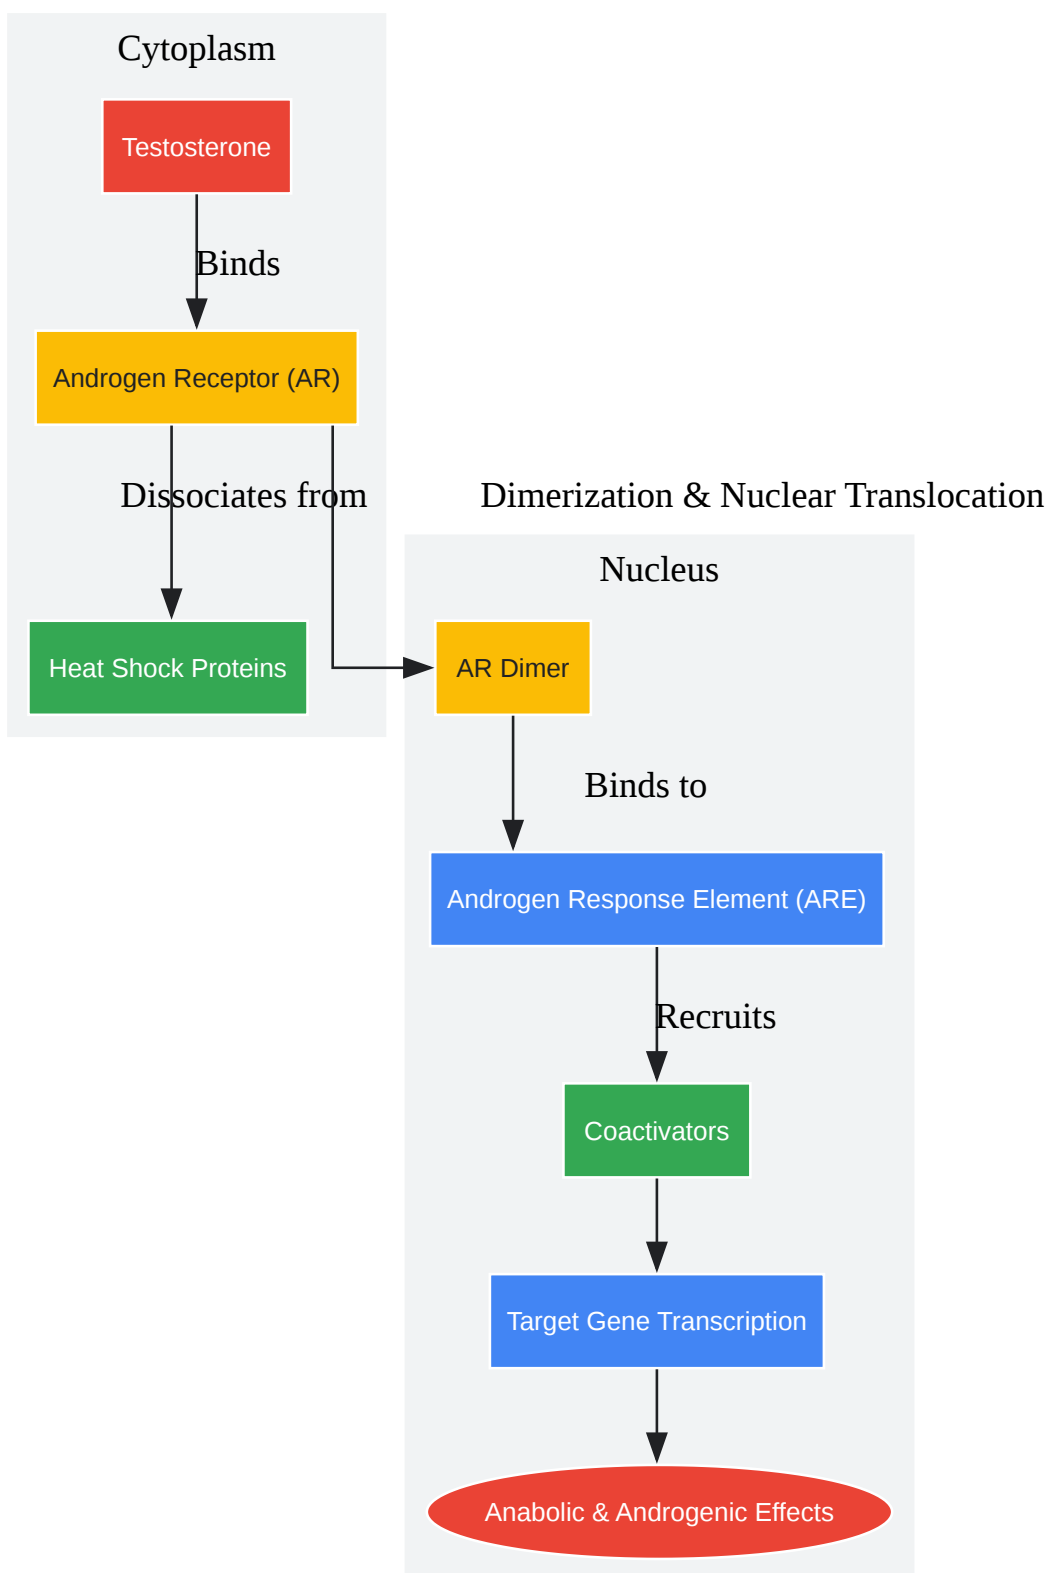 Cytoplasm
Testosterone
Binds
Androgen Receptor (AR)
Dissociates from
Dimerization & Nuclear Translocation
Nucleus
Heat Shock Proteins
AR Dimer
Binds to
Androgen Response Element (ARE)
Recruits
Coactivators
Target Gene Transcription
Anabolic & Androgenic Effects